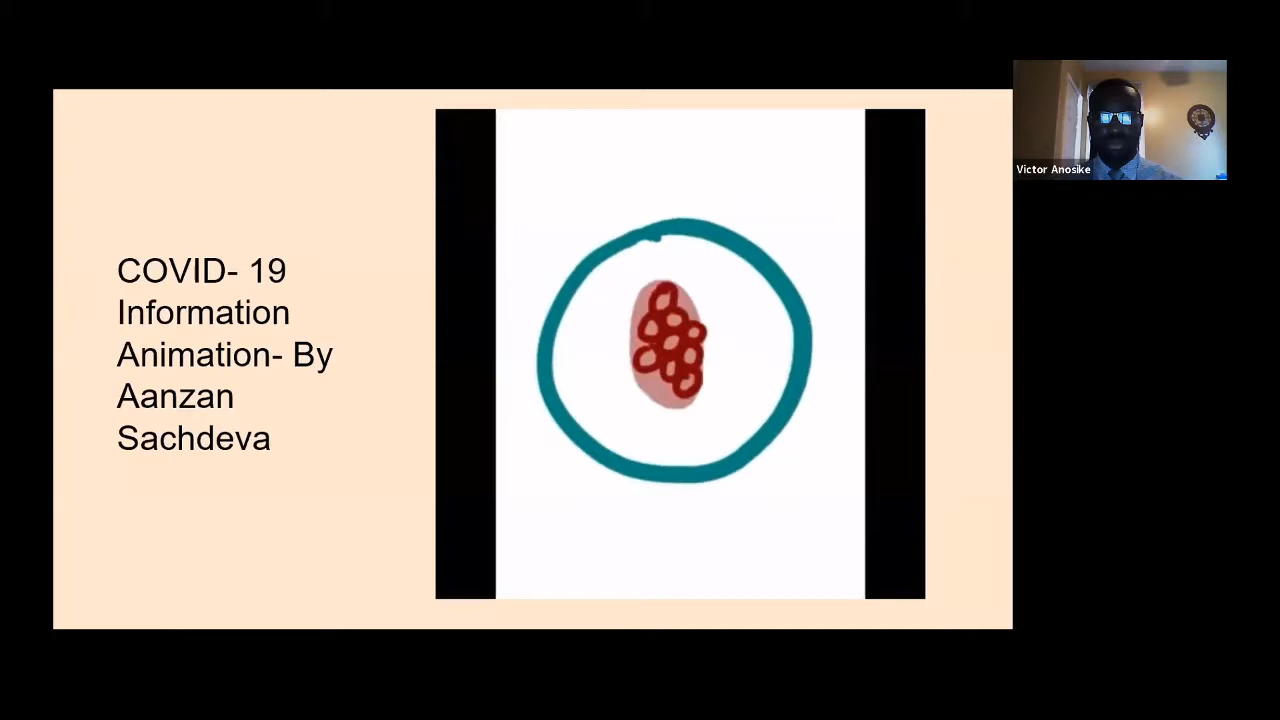 COVID- 19
Information
Animation- By
Aanzan
Sachdeva
Victor Anosike